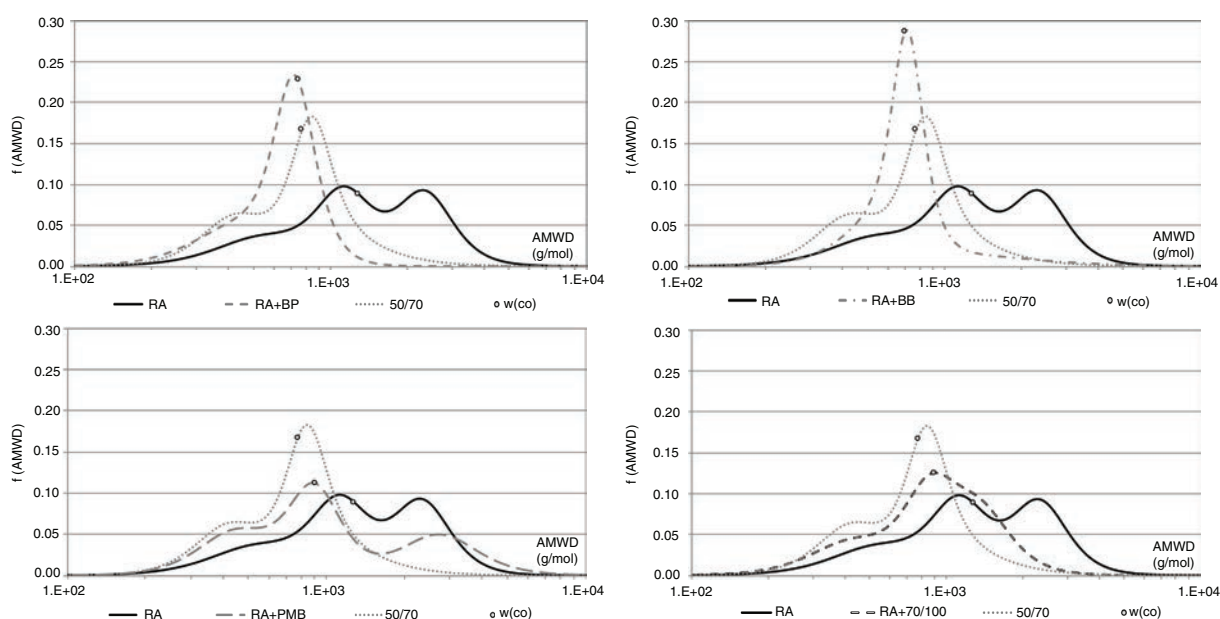 0.30
0.25
0.20
0.15
0.10
0.05
0.00
f (AMWD)
AMWD
(g/mol)
1.E+02
1.E+03
1.E+04
RA
RA+BP
50/70
w(co)
0.30
0.25
0.20
0.15
0.10
0.05
0.00
f (AMWD)
AMWD
(g/mol)
1.E+02
1.E+03
1.E+04
RA
RA+BB
50/70
w(co)
0.30
0.25
0.20
0.15
0.10
0.05
0.00
f (AMWD)
AMWD
(g/mol)
1.E+02
1.E+03
1.E+04
RA
RA+PMB
50/70
w(co)
0.30
0.25
0.20
0.15
0.10
0.05
0.00
f (AMWD)
AMWD
(g/mol)
1.E+02
1.E+03
1.E+04
RA
RA+70/100
50/70
w(co)